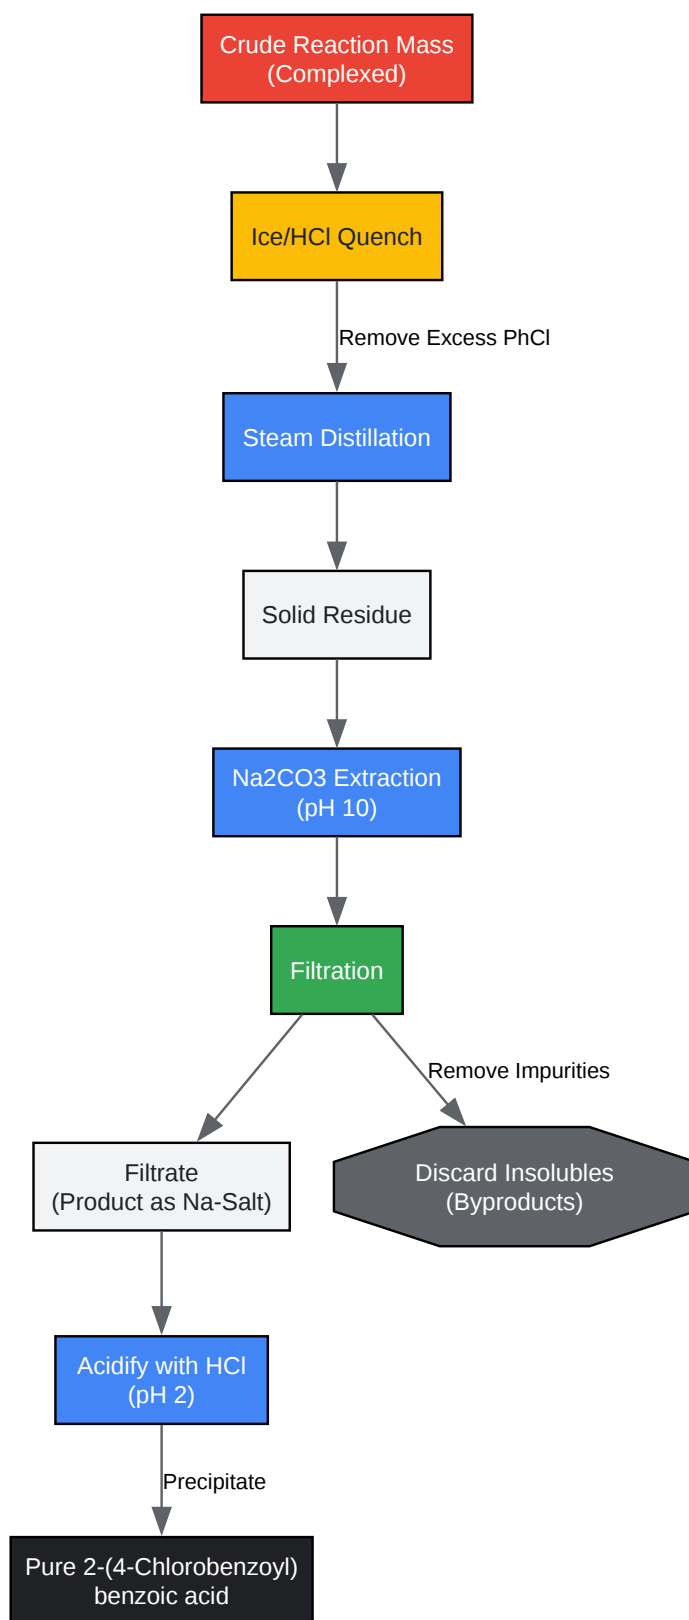 Crude Reaction Mass
(Complexed)
Ice/HCl Quench
Remove Excess PhCl
Steam Distillation
Solid Residue
Na2CO3 Extraction
(pH 10)
Filtration
Remove Impurities
Filtrate
(Product as Na-Salt)
Discard Insolubles
(Byproducts)
Acidify with HCl
(pH 2)
Precipitate
Pure 2-(4-Chlorobenzoyl)
benzoic acid